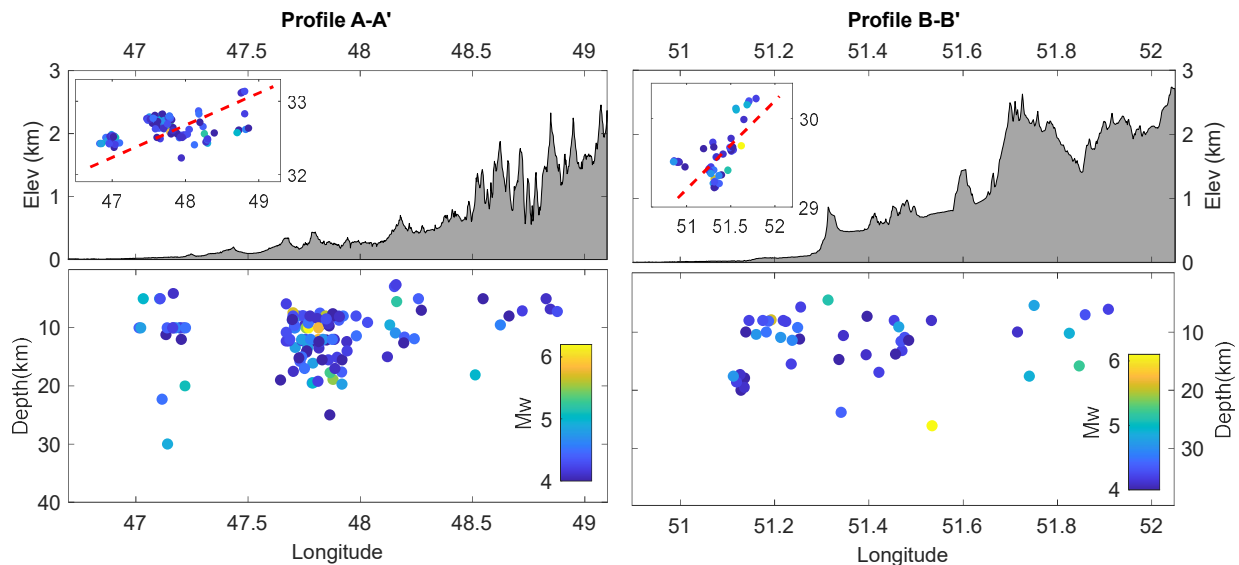 Profile A-A'
Profile B-B'
47 47.5 48 48.5 49
51 51.2 51.4 51.6 51.8 52
3
2
1
0
Elev (km)
33
32
47 48 49
30
29
51 51.6 52
3
2
1
0
Elev (km)
10
20
30
40
Depth(km)
6
5
4
Mw
47 47.5 48 48.5 49
Longitude
6
5
4
Mw
10
20
30
Depth(km)
51 51.2 51.4 51.6 51.8 52
Longitude